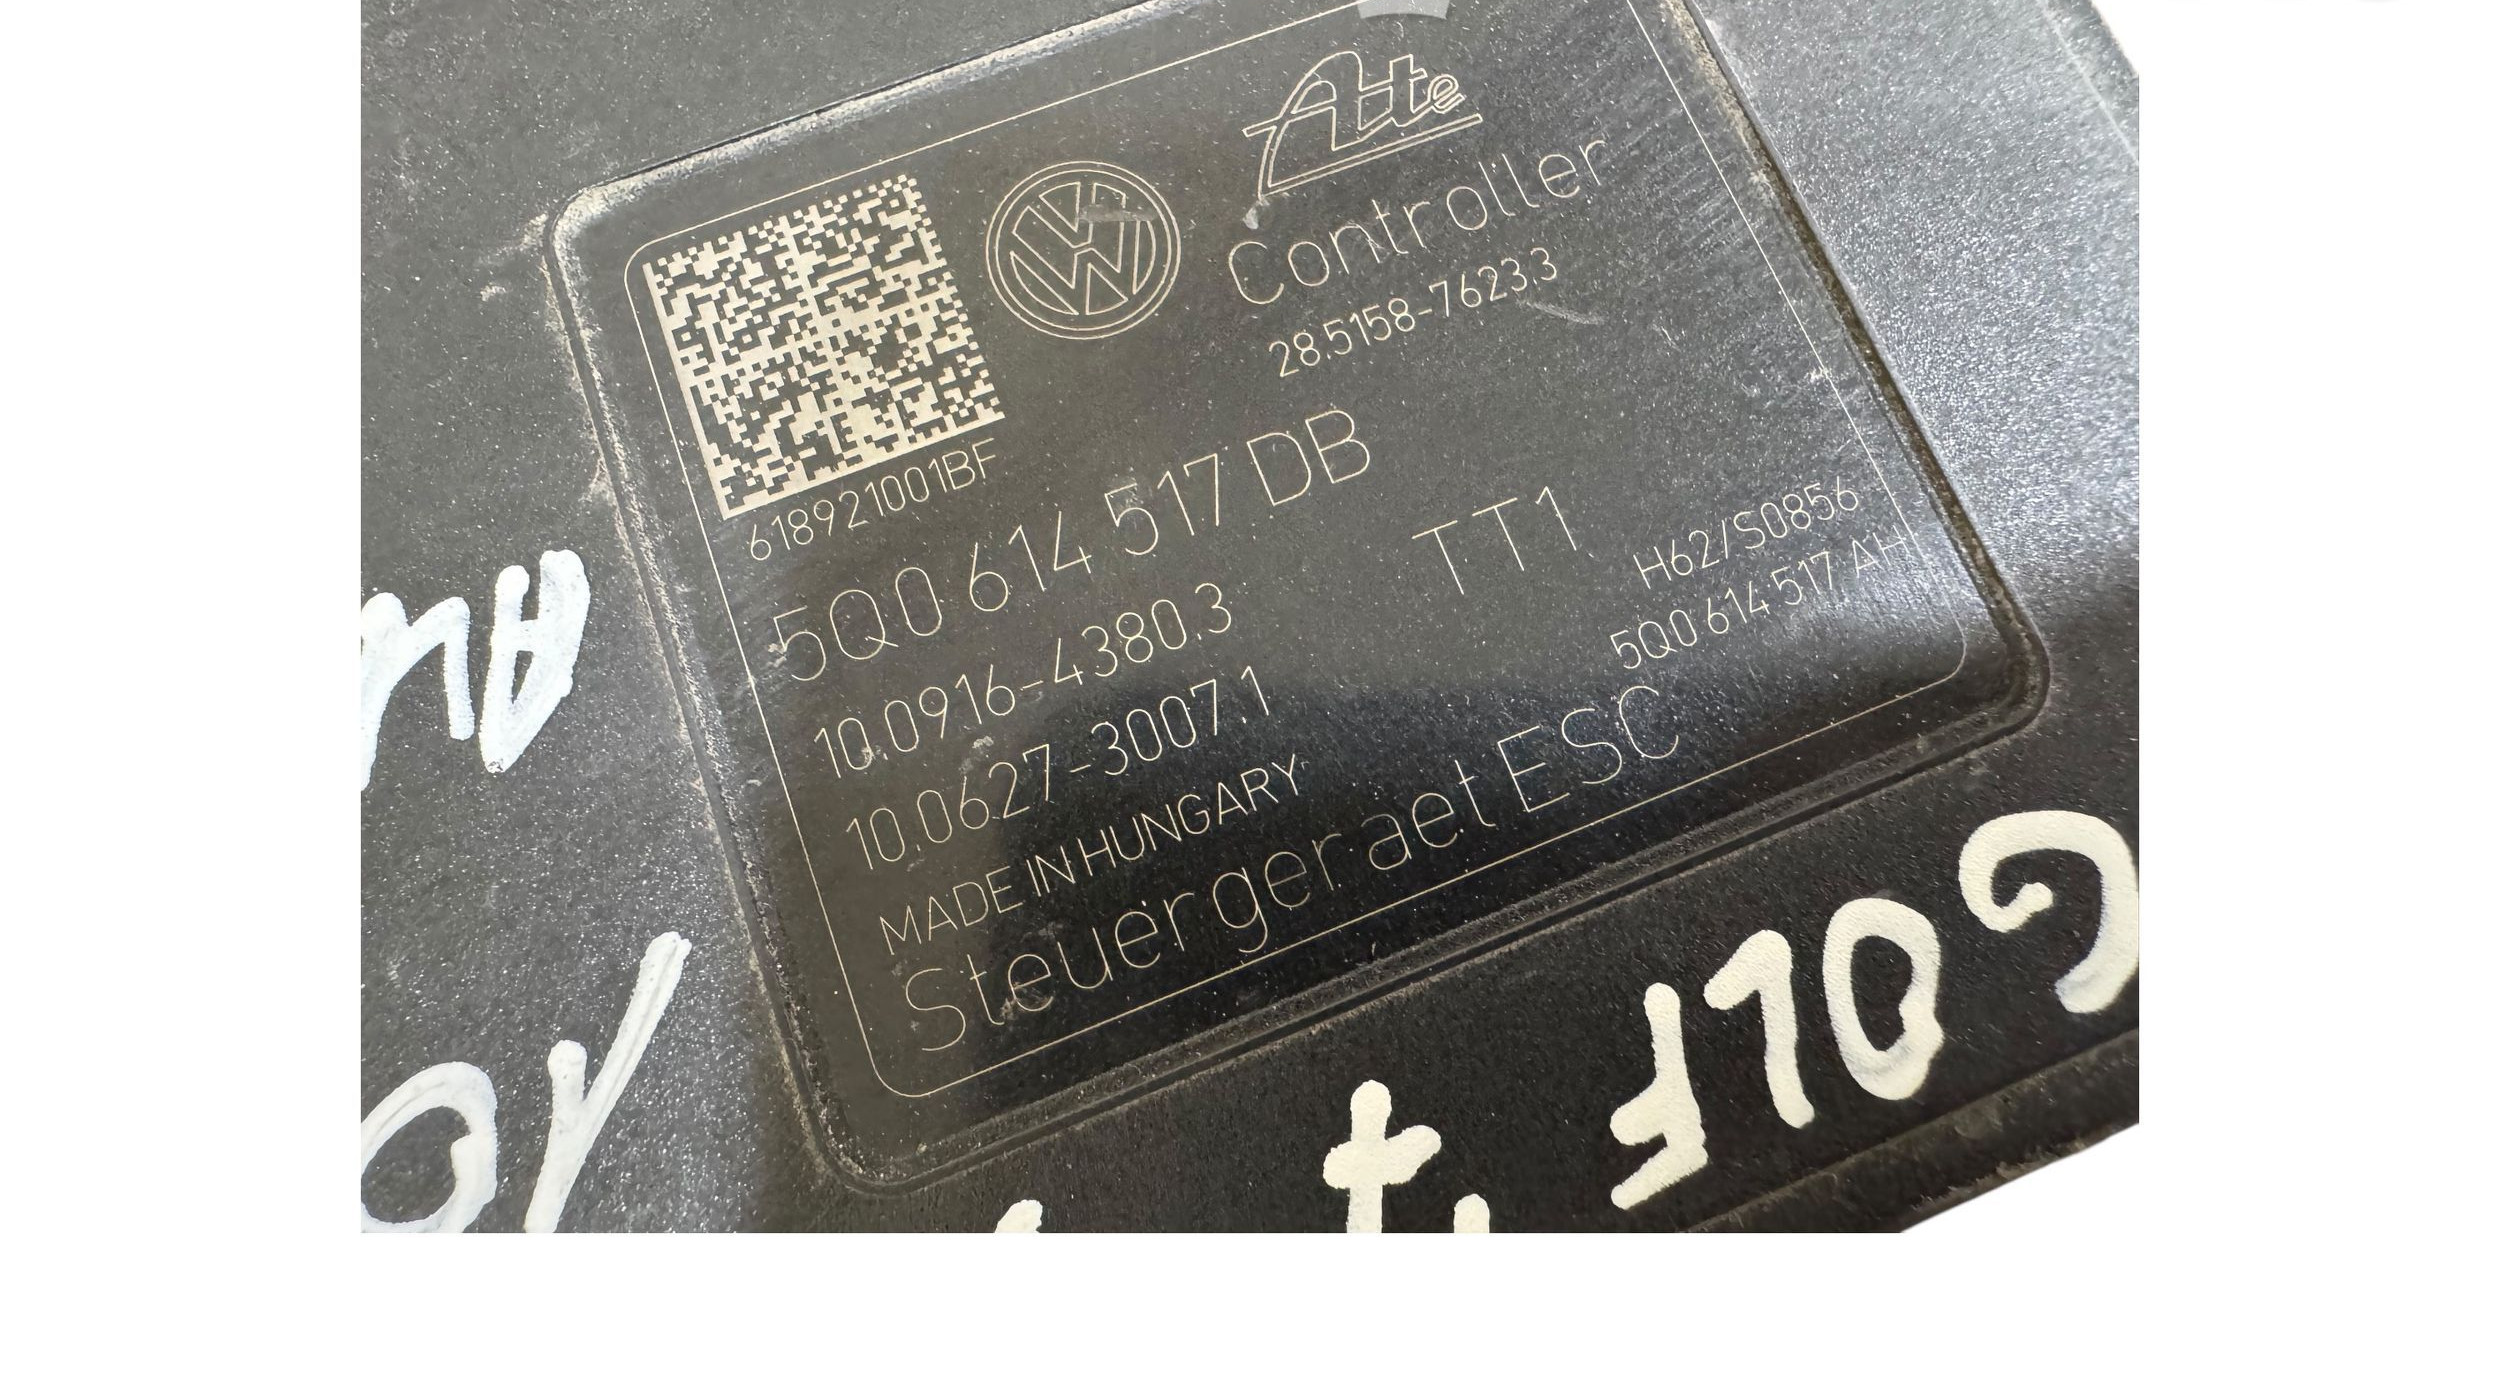 Ate
Controller
28.5158-7623.3
618921001BF
5Q0 614 517 DB
TT1
10.0916-4380.3
H62/S0856
10.0627-3007.1
5Q0 614 517 AH
MADE IN HUNGARY
Steuergeraet ESC
GOLF